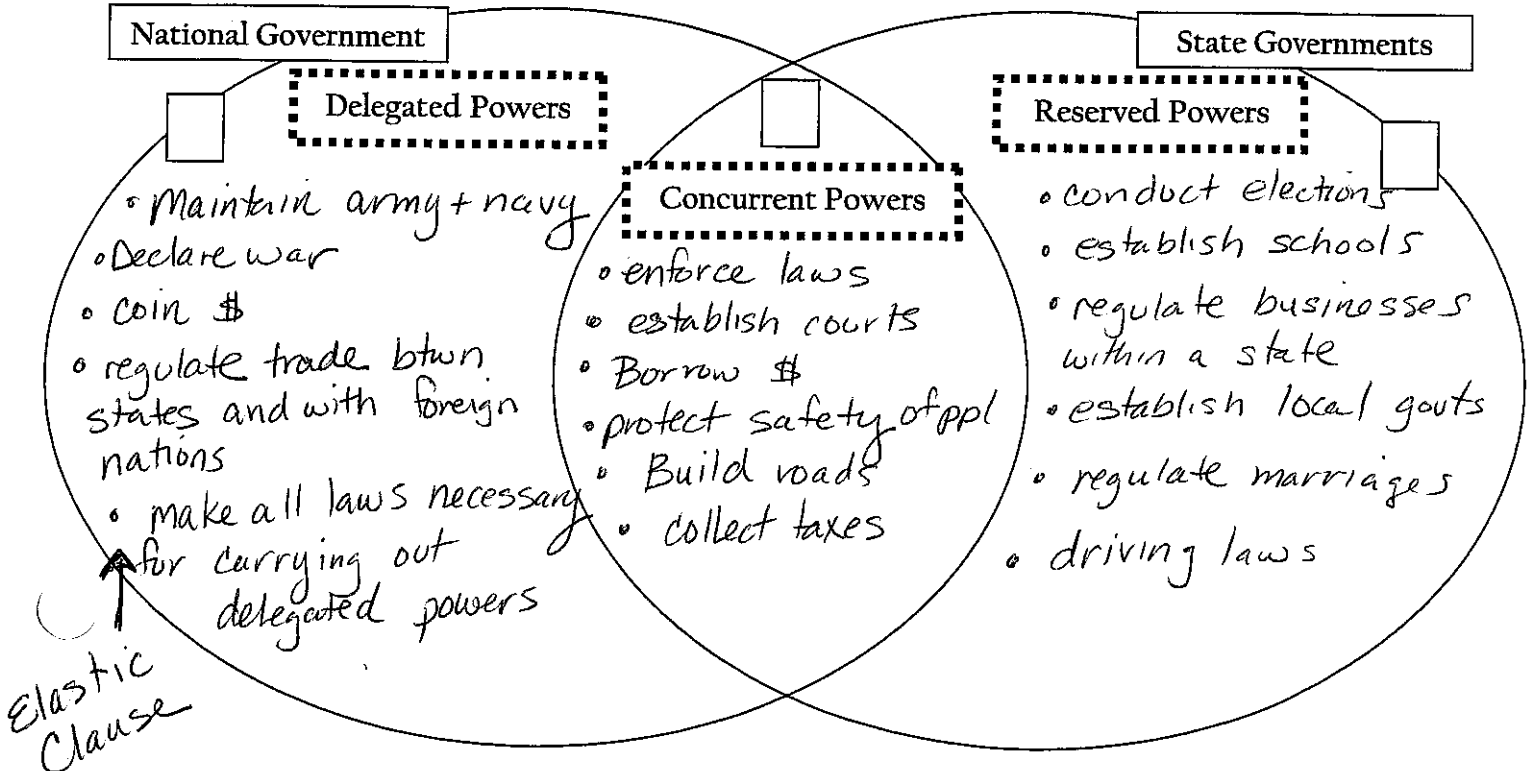 National Government
State Governments
Delegated Powers
Reserved Powers
Concurrent Powers
• Maintain army + navy
• Declare war
• coin $
• regulate trade btwn
states and with foreign
nations
• make all laws necessary
for carrying out
delegated powers
Elastic
Clause
• enforce laws
• establish courts
• Borrow $
• protect safety of ppl
• Build roads
• collect taxes
• conduct elections
• establish schools
• regulate businesses
within a state
• establish local govts
• regulate marriages
• driving laws